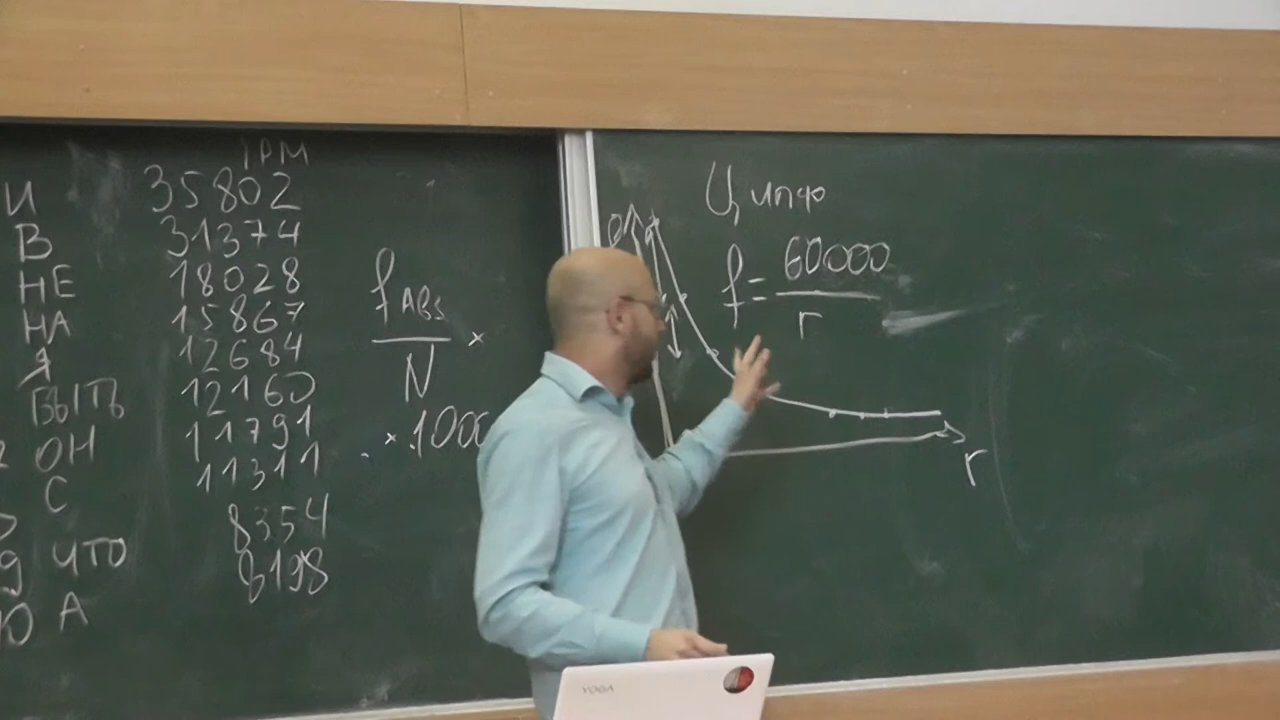 IPM
И 35802
В 31374
НЕ 18028
НА 15867
Я 12684
БЫТЬ 12160
ОН 11791
С 11311
ЧТО 8354
А 8198
f ABS
N ×
× 1000
Ципф
f = 60000
r
r
YOGA